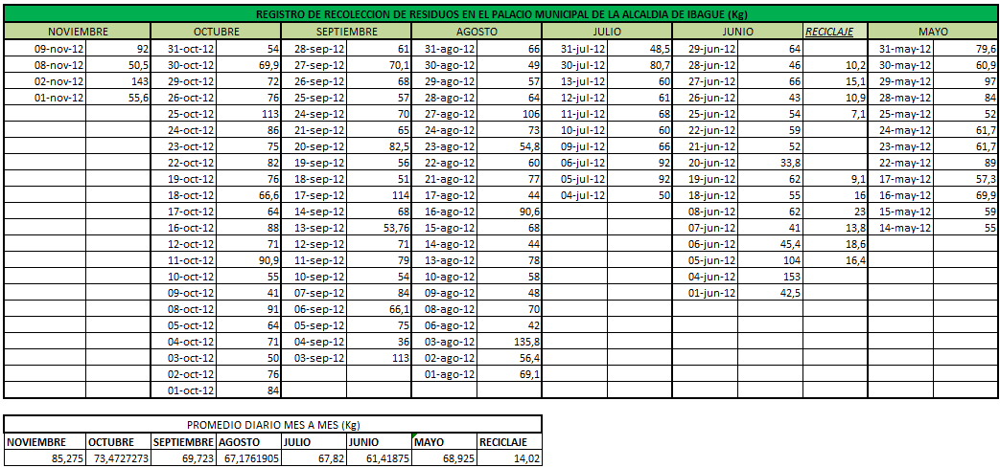 REGISTRO DE RECOLECCION DE RESIDUOS EN EL PALACIO MUNICIPAL DE LA ALCALDIA DE IBAGUE (Kg)
NOVIEMBRE OCTUBRE SEPTIEMBRE AGOSTO JULIO JUNIO RECICLAJE MAYO
09-nov-12 92 31-oct-12 54 28-sep-12 61 31-ago-12 66 31-jul-12 48,5 29-jun-12 64 31-may-12 79,6
08-nov-12 50,5 30-oct-12 69,9 27-sep-12 70,1 30-ago-12 49 30-jul-12 80,7 28-jun-12 46 10,2 30-may-12 60,9
02-nov-12 143 29-oct-12 72 26-sep-12 68 29-ago-12 57 13-jul-12 60 27-jun-12 66 15,1 29-may-12 97
01-nov-12 55,6 26-oct-12 76 25-sep-12 57 28-ago-12 64 12-jul-12 61 26-jun-12 43 10,9 28-may-12 84
25-oct-12 113 24-sep-12 70 27-ago-12 106 11-jul-12 68 25-jun-12 54 7,1 25-may-12 52
24-oct-12 86 21-sep-12 65 24-ago-12 73 10-jul-12 60 22-jun-12 59 24-may-12 61,7
23-oct-12 75 20-sep-12 82,5 23-ago-12 54,8 09-jul-12 66 21-jun-12 52 23-may-12 61,7
22-oct-12 82 19-sep-12 56 22-ago-12 60 06-jul-12 92 20-jun-12 33,8 22-may-12 89
19-oct-12 76 18-sep-12 51 21-ago-12 77 05-jul-12 92 19-jun-12 62 9,1 17-may-12 57,3
18-oct-12 66,6 17-sep-12 114 17-ago-12 44 04-jul-12 50 18-jun-12 55 16 16-may-12 69,9
17-oct-12 64 14-sep-12 68 16-ago-12 90,6 08-jun-12 62 23 15-may-12 59
16-oct-12 88 13-sep-12 53,76 15-ago-12 68 07-jun-12 41 13,8 14-may-12 55
12-oct-12 71 12-sep-12 71 14-ago-12 44 06-jun-12 45,4 18,6
11-oct-12 90,9 11-sep-12 79 13-ago-12 78 05-jun-12 104 16,4
10-oct-12 55 10-sep-12 54 10-ago-12 58 04-jun-12 153
09-oct-12 41 07-sep-12 84 09-ago-12 48 01-jun-12 42,5
08-oct-12 91 06-sep-12 66,1 08-ago-12 70
05-oct-12 64 05-sep-12 75 06-ago-12 42
04-oct-12 71 04-sep-12 36 03-ago-12 135,8
03-oct-12 50 03-sep-12 113 02-ago-12 56,4
02-oct-12 76 01-ago-12 69,1
01-oct-12 84
PROMEDIO DIARIO MES A MES (Kg)
NOVIEMBRE OCTUBRE SEPTIEMBRE AGOSTO JULIO JUNIO MAYO RECICLAJE
85,275 73,4727273 69,723 67,1761905 67,82 61,41875 68,925 14,02